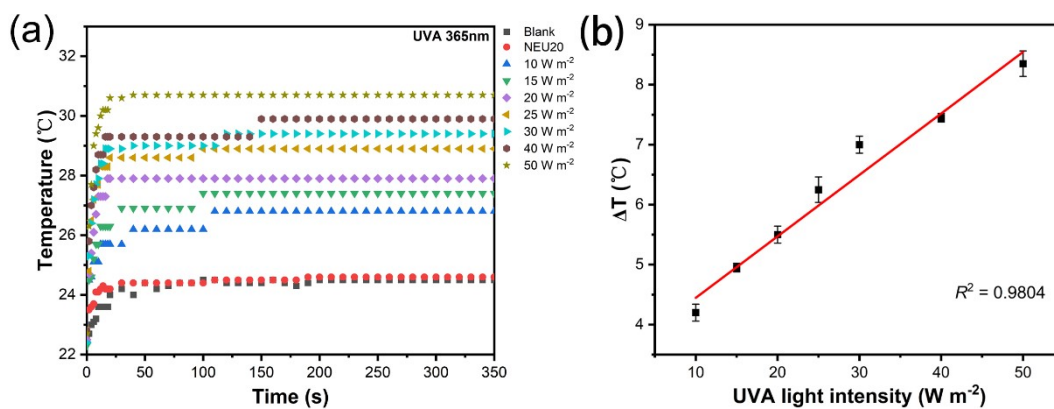 (a)
UVA 365nm
Temperature (℃)
32
30
28
26
24
22
0
50
100
150
200
250
300
350
Time (s)
Blank
NEU20
10 W m⁻²
15 W m⁻²
20 W m⁻²
25 W m⁻²
30 W m⁻²
40 W m⁻²
50 W m⁻²
(b)
ΔT (℃)
9
8
7
6
5
4
R² = 0.9804
10
20
30
40
50
UVA light intensity (W m⁻²)